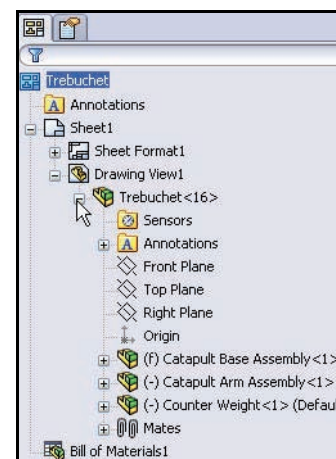 Trebuchet
Annotations
Sheet1
Sheet Format1
Drawing View1
Trebuchet<16>
Sensors
Annotations
Front Plane
Top Plane
Right Plane
Origin
(f) Catapult Base Assembly<1>
(-) Catapult Arm Assembly<1>
(-) Counter Weight<1> (Defau
Mates
Bill of Materials1